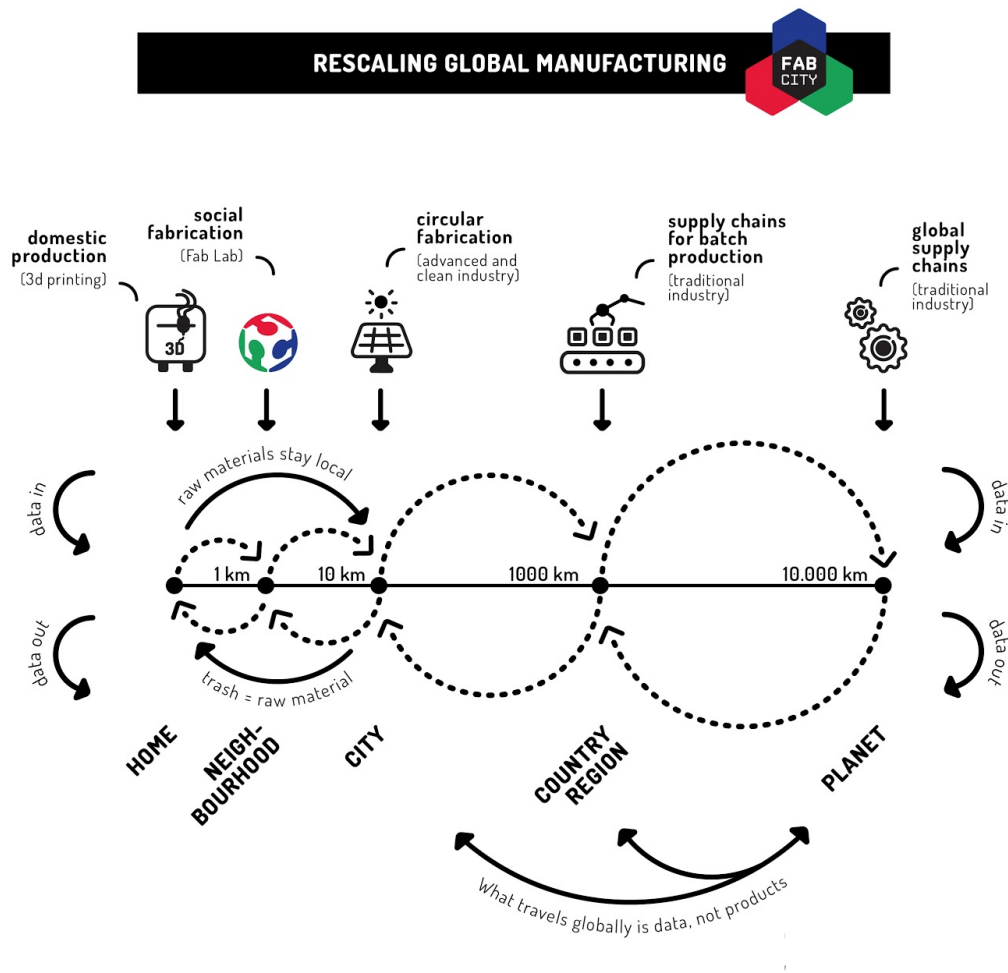 RESCALING GLOBAL MANUFACTURING
FAB
CITY
domestic
production
(3d printing)
social
fabrication
(Fab Lab)
circular
fabrication
(advanced and
clean industry)
supply chains
for batch
production
(traditional
industry)
global
supply
chains
(traditional
industry)
3D
raw materials stay local
data in
data in
1 km
10 km
1000 km
10.000 km
data out
data out
trash = raw material
HOME
NEIGH-
BOURHOOD
CITY
COUNTRY
REGION
PLANET
What travels globally is data, not products